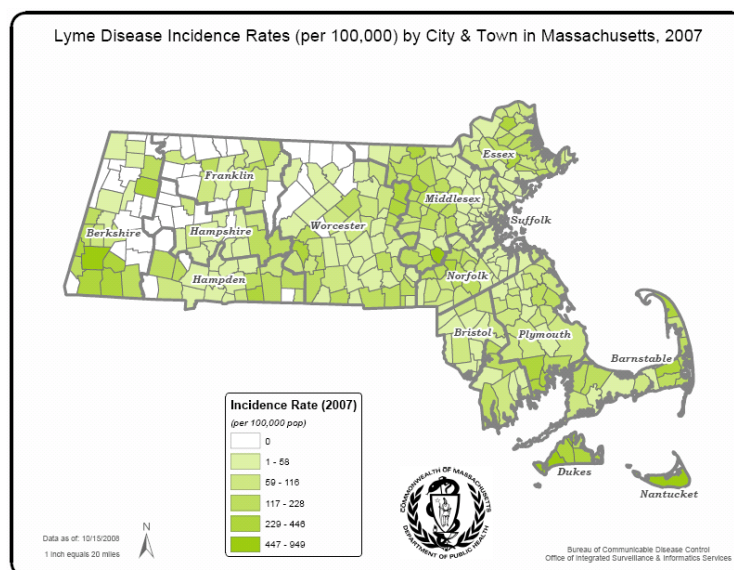 Lyme Disease Incidence Rates (per 100,000) by City & Town in Massachusetts, 2007
Essex
Franklin
Middlesex
Suffolk
Berkshire
Hampshire
Worcester
Norfolk
Hampden
Bristol
Plymouth
Barnstable
Dukes
Nantucket
Incidence Rate (2007)
(per 100,000 pop)
0
1 - 58
59 - 116
117 - 228
229 - 446
447 - 949
COMMONWEALTH OF MASSACHUSETTS
DEPARTMENT OF PUBLIC HEALTH
N
Data as of: 10/15/2008
1 inch equals 20 miles
Bureau of Communicable Disease Control
Office of Integrated Surveillance & Informatics Services